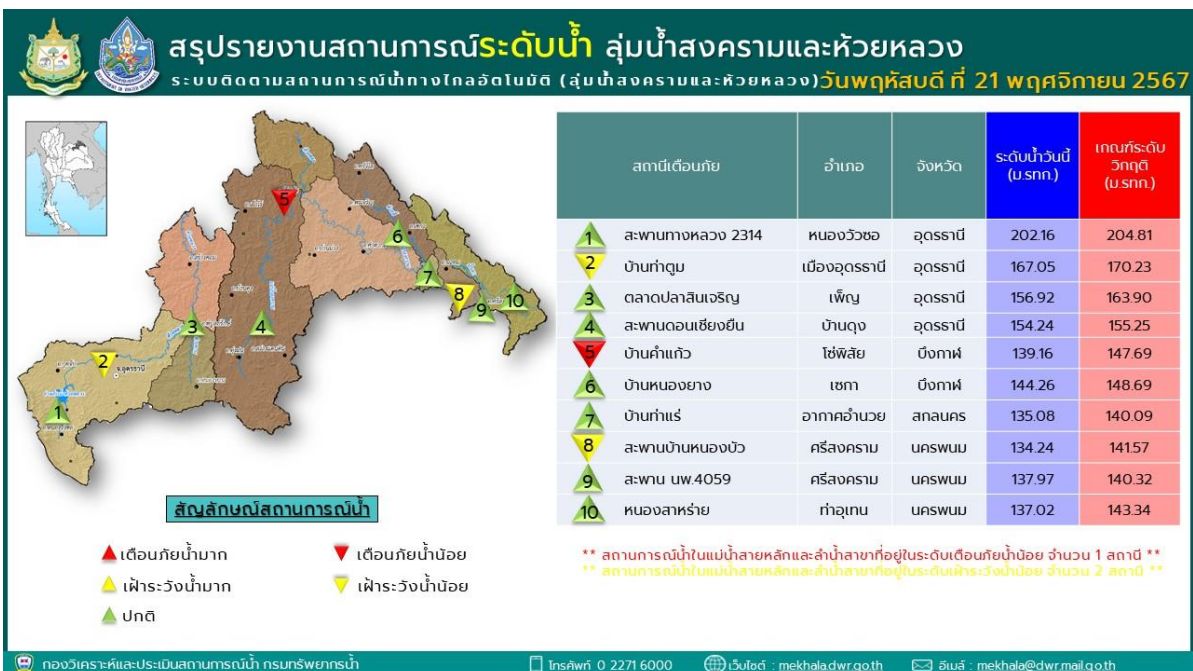 สรุปรายงานสถานการณ์ระดับน้ำ ลุ่มน้ำสงครามและห้วยหลวง
ระบบติดตามสถานการณ์น้ำทางไกลอัตโนมัติ (ลุ่มน้ำสงครามและห้วยหลวง)วันพฤหัสบดี ที่ 21 พฤศจิกายน 2567
5
6
7
8
9
10
3
4
2
อ.อุดรธานี
1
สัญลักษณ์สถานการณ์น้ำ
เตือนภัยน้ำมาก เตือนภัยน้ำน้อย
เฝ้าระวังน้ำมาก เฝ้าระวังน้ำน้อย
ปกติ
สถานีเตือนภัย อำเภอ จังหวัด ระดับน้ำวันนี้ (ม.รทก.) เกณฑ์ระดับวิกฤติ (ม.รทก.)
1 สะพานทางหลวง 2314 หนองวัวซอ อุดรธานี 202.16 204.81
2 บ้านท่าตูม เมืองอุดรธานี อุดรธานี 167.05 170.23
3 ตลาดปลาสินเจริญ เพ็ญ อุดรธานี 156.92 163.90
4 สะพานดอนเชียงยืน บ้านดุง อุดรธานี 154.24 155.25
5 บ้านคำแก้ว โซ่พิสัย บึงกาฬ 139.16 147.69
6 บ้านหนองยาง เซกา บึงกาฬ 144.26 148.69
7 บ้านท่าแร่ อากาศอำนวย สกลนคร 135.08 140.09
8 สะพานบ้านหนองบัว ศรีสงคราม นครพนม 134.24 141.57
9 สะพาน นพ.4059 ศรีสงคราม นครพนม 137.97 140.32
10 หนองสาหร่าย ท่าอุเทน นครพนม 137.02 143.34
** สถานการณ์น้ำในแม่น้ำสายหลักและลำน้ำสาขาที่อยู่ในระดับเตือนภัยน้ำน้อย จำนวน 1 สถานี **
** สถานการณ์น้ำในแม่น้ำสายหลักและลำน้ำสาขาที่อยู่ในระดับเฝ้าระวังน้ำน้อย จำนวน 2 สถานี **
กองวิเคราะห์และประเมินสถานการณ์น้ำ กรมทรัพยากรน้ำ โทรศัพท์ 0 2271 6000 เว็บไซต์ : mekhala.dwr.go.th อีเมล์ : mekhala@dwr.mail.go.th